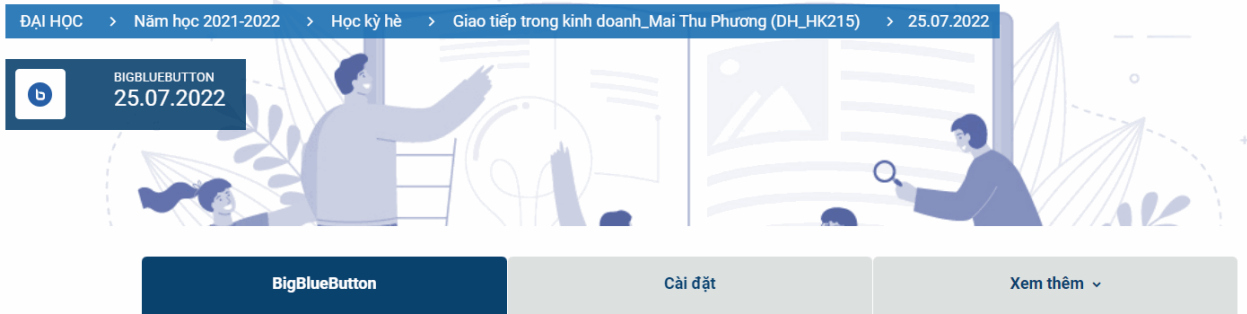 ĐẠI HỌC > Năm học 2021-2022 > Học kỳ hè > Giao tiếp trong kinh doanh_Mai Thu Phương (DH_HK215) > 25.07.2022
BIGBLUEBUTTON
25.07.2022
BigBlueButton Cài đặt Xem thêm